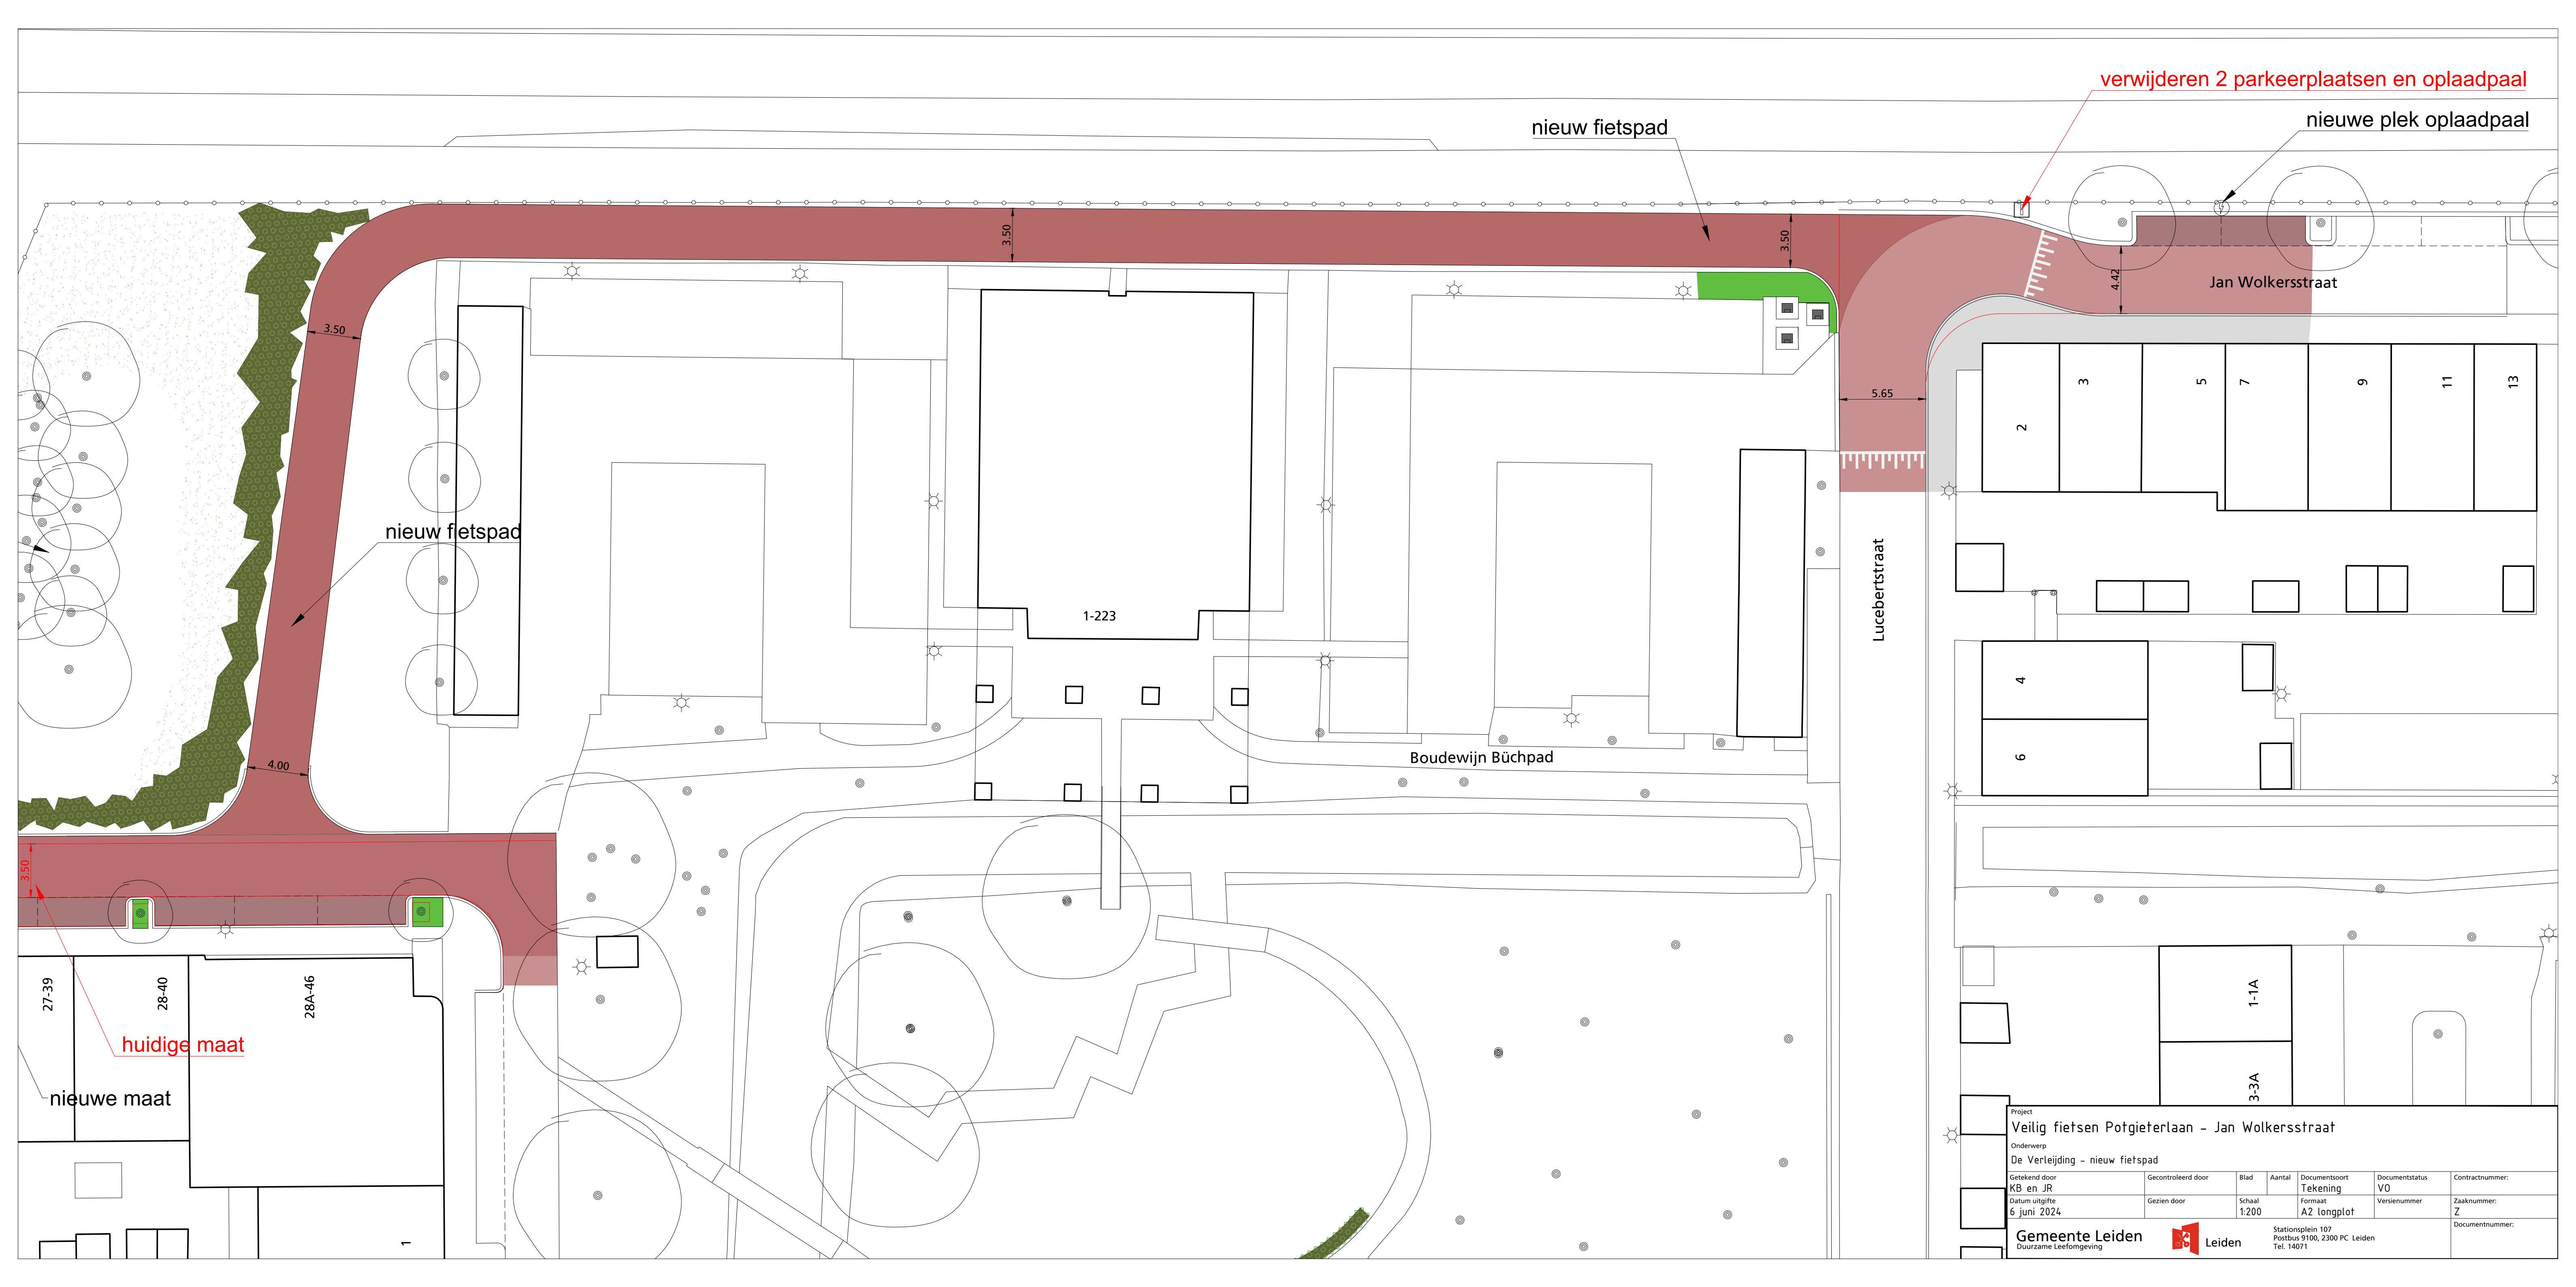 verwijderen 2 parkeerplaatsen en oplaadpaal
nieuwe plek oplaadpaal
nieuw fietspad
3.50
3.50
4.42
Jan Wolkersstraat
3.50
5.65
2
3
5
7
9
11
13
nieuw fietspad
Lucebertstraat
1-223
4
6
Boudewijn Büchpad
4.00
3.50
27-39
28-40
28A-46
huidige maat
nieuwe maat
1
1-1A
3-3A
Project
Veilig fietsen Potgieterlaan - Jan Wolkersstraat
Onderwerp
De Verleijding - nieuw fietspad
Getekend door Gecontroleerd door Blad Aantal Documentsoort Documentstatus Contractnummer:
KB en JR Tekening VO
Datum uitgifte Gezien door Schaal Formaat Versienummer Zaaknummer:
6 juni 2024 1:200 A2 longplot Z
Documentnummer:
Gemeente Leiden
Duurzame Leefomgeving
Leiden
Stationsplein 107
Postbus 9100, 2300 PC Leiden
Tel. 14071